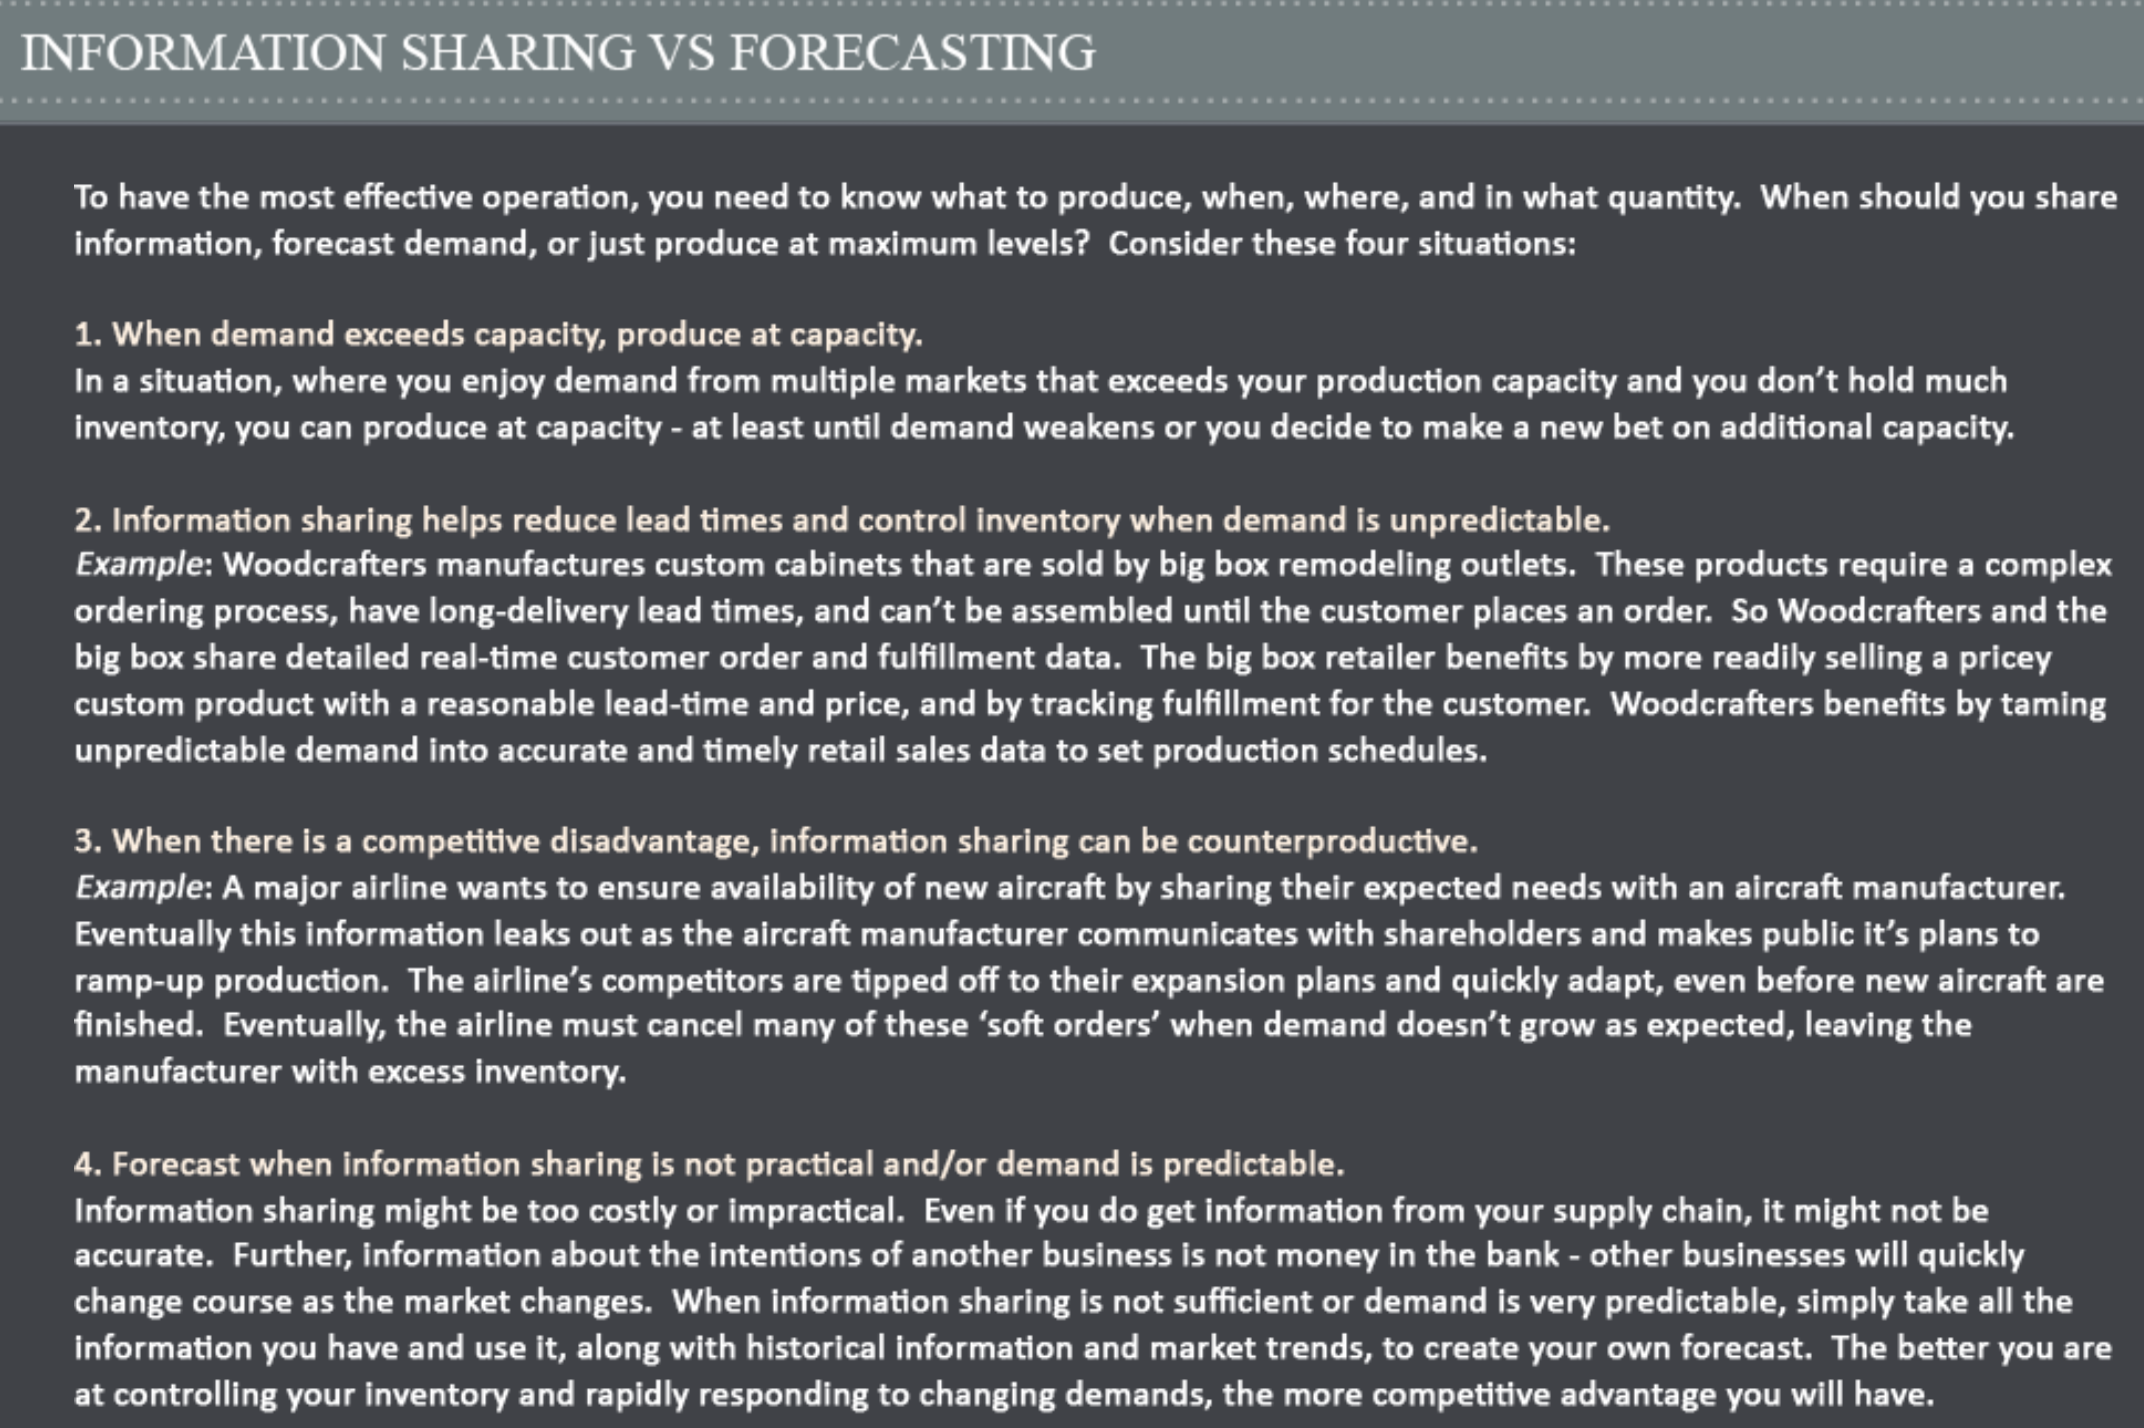 INFORMATION SHARING VS FORECASTING
To have the most effective operation, you need to know what to produce, when, where, and in what quantity.  When should you share
information, forecast demand, or just produce at maximum levels?  Consider these four situations:
1. When demand exceeds capacity, produce at capacity.
In a situation, where you enjoy demand from multiple markets that exceeds your production capacity and you don’t hold much
inventory, you can produce at capacity - at least until demand weakens or you decide to make a new bet on additional capacity.
2. Information sharing helps reduce lead times and control inventory when demand is unpredictable.
Example: Woodcrafters manufactures custom cabinets that are sold by big box remodeling outlets.  These products require a complex
ordering process, have long-delivery lead times, and can’t be assembled until the customer places an order.  So Woodcrafters and the
big box share detailed real-time customer order and fulfillment data.  The big box retailer benefits by more readily selling a pricey
custom product with a reasonable lead-time and price, and by tracking fulfillment for the customer.  Woodcrafters benefits by taming
unpredictable demand into accurate and timely retail sales data to set production schedules.
3. When there is a competitive disadvantage, information sharing can be counterproductive.
Example: A major airline wants to ensure availability of new aircraft by sharing their expected needs with an aircraft manufacturer.
Eventually this information leaks out as the aircraft manufacturer communicates with shareholders and makes public it’s plans to
ramp-up production.  The airline’s competitors are tipped off to their expansion plans and quickly adapt, even before new aircraft are
finished.  Eventually, the airline must cancel many of these ‘soft orders’ when demand doesn’t grow as expected, leaving the
manufacturer with excess inventory.
4. Forecast when information sharing is not practical and/or demand is predictable.
Information sharing might be too costly or impractical.  Even if you do get information from your supply chain, it might not be
accurate.  Further, information about the intentions of another business is not money in the bank - other businesses will quickly
change course as the market changes.  When information sharing is not sufficient or demand is very predictable, simply take all the
information you have and use it, along with historical information and market trends, to create your own forecast.  The better you are
at controlling your inventory and rapidly responding to changing demands, the more competitive advantage you will have.